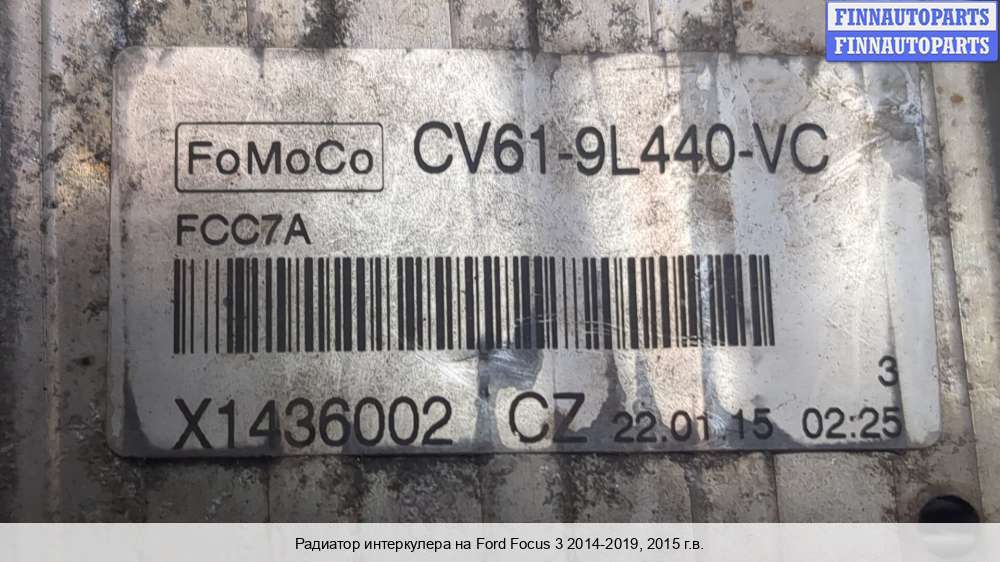 FINNAUTOPARTS
FINNAUTOPARTS
FoMoCo CV61-9L440-VC
FCC7A
3
X1436002 CZ 22.01.15 02:25
Радиатор интеркулера на Ford Focus 3 2014-2019, 2015 г.в.